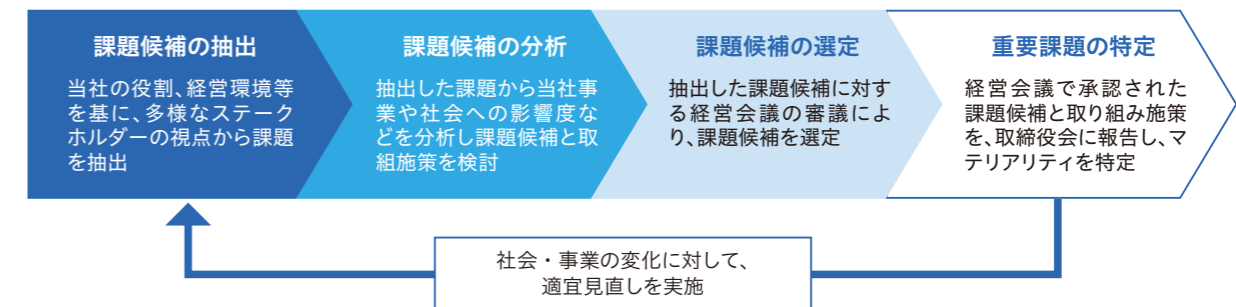 課題候補の抽出
当社の役割、経営環境等
を基に、多様なステーク
ホルダーの視点から課題
を抽出
課題候補の分析
抽出した課題から当社事
業や社会への影響度な
どを分析し課題候補と取
組施策を検討
課題候補の選定
抽出した課題候補に対す
る経営会議の審議によ
り、課題候補を選定
重要課題の特定
経営会議で承認された
課題候補と取り組み施策
を、取締役会に報告し、マ
テリアリティを特定
社会・事業の変化に対して、
適宜見直しを実施